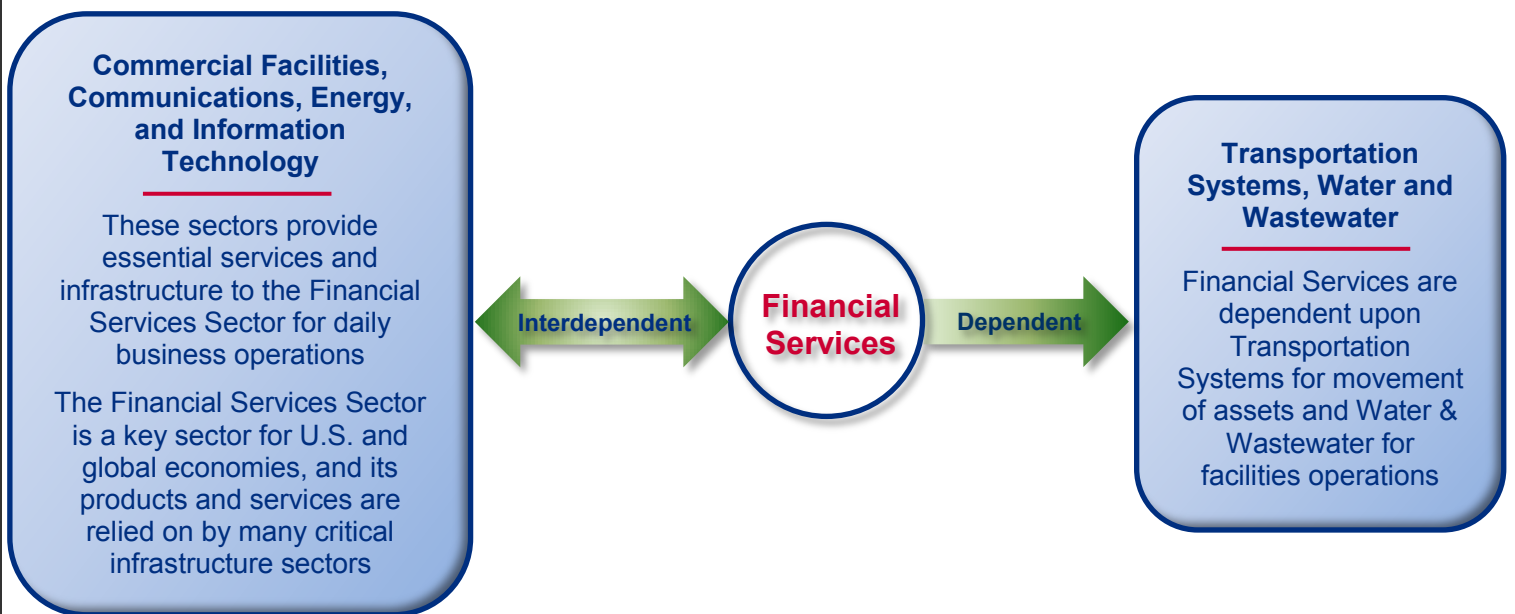 Commercial Facilities,
Communications, Energy,
and Information
Technology
These sectors provide
essential services and
infrastructure to the Financial
Services Sector for daily
business operations
The Financial Services Sector
is a key sector for U.S. and
global economies, and its
products and services are
relied on by many critical
infrastructure sectors
Interdependent
Financial
Services
Dependent
Transportation
Systems, Water and
Wastewater
Financial Services are
dependent upon
Transportation
Systems for movement
of assets and Water &
Wastewater for
facilities operations